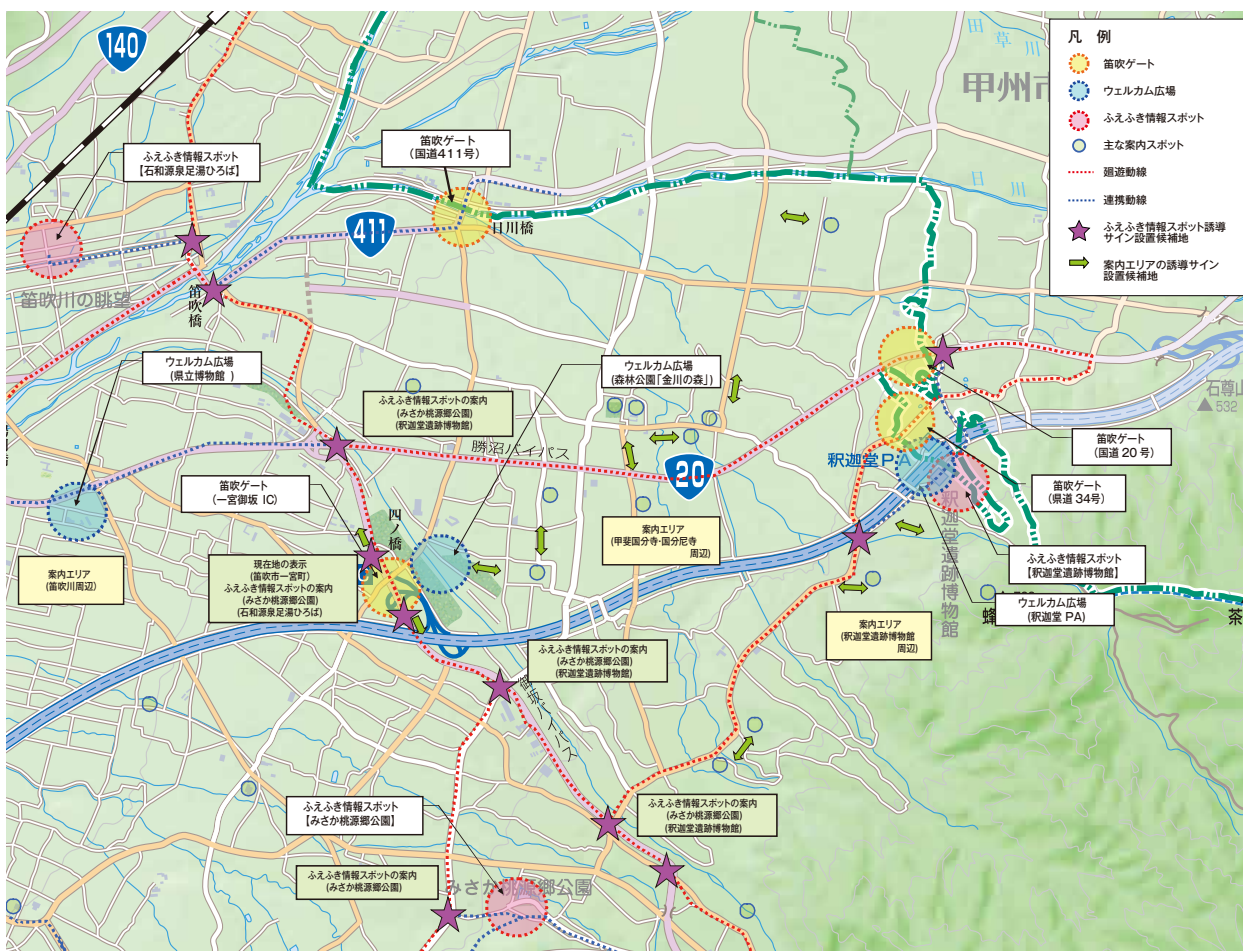 140
田草川
甲州市
凡　例
笛吹ゲート
ウェルカム広場
ふえふき情報スポット
主な案内スポット
廻遊動線
連携動線
ふえふき情報スポット誘導
サイン設置候補地
案内エリアの誘導サイン
設置候補地
笛吹ゲート
(国道411号)
ふえふき情報スポット
【石和源泉足湯ひろば】
日川
411
日川橋
笛吹川の眺望
笛吹橋
ウェルカム広場
(県立博物館 )
ウェルカム広場
(森林公園「金川の森」)
石尊山
▲532
ふえふき情報スポットの案内
(みさか桃源郷公園)
(釈迦堂遺跡博物館)
勝沼バイパス
20
釈迦堂P.A
笛吹ゲート
(国道 20 号)
笛吹ゲート
(一宮御坂 IC)
四ノ橋
笛吹ゲート
(県道 34号)
案内エリア
(甲斐国分寺・国分尼寺
周辺)
釈迦堂遺跡博物館
ふえふき情報スポット
【釈迦堂遺跡博物館】
案内エリア
(笛吹川周辺)
現在地の表示
(笛吹市一宮町)
ふえふき情報スポットの案内
(みさか桃源郷公園)
(石和源泉足湯ひろば)
ウェルカム広場
(釈迦堂 PA)
蜂
茶
案内エリア
(釈迦堂遺跡博物館
周辺)
ふえふき情報スポットの案内
(みさか桃源郷公園)
(釈迦堂遺跡博物館)
御坂バイパス
ふえふき情報スポット
【みさか桃源郷公園】
ふえふき情報スポットの案内
(みさか桃源郷公園)
(釈迦堂遺跡博物館)
ふえふき情報スポットの案内
(みさか桃源郷公園)
みさか桃源郷公園